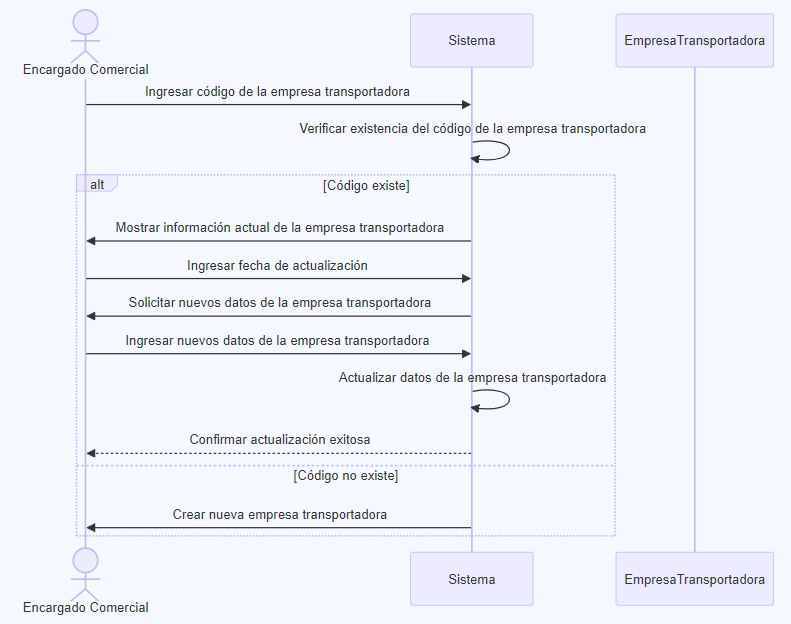 Encargado Comercial
Sistema
EmpresaTransportadora
Ingresar código de la empresa transportadora
Verificar existencia del código de la empresa transportadora
alt
[Código existe]
Mostrar información actual de la empresa transportadora
Ingresar fecha de actualización
Solicitar nuevos datos de la empresa transportadora
Ingresar nuevos datos de la empresa transportadora
Actualizar datos de la empresa transportadora
Confirmar actualización exitosa
[Código no existe]
Crear nueva empresa transportadora
Encargado Comercial
Sistema
EmpresaTransportadora